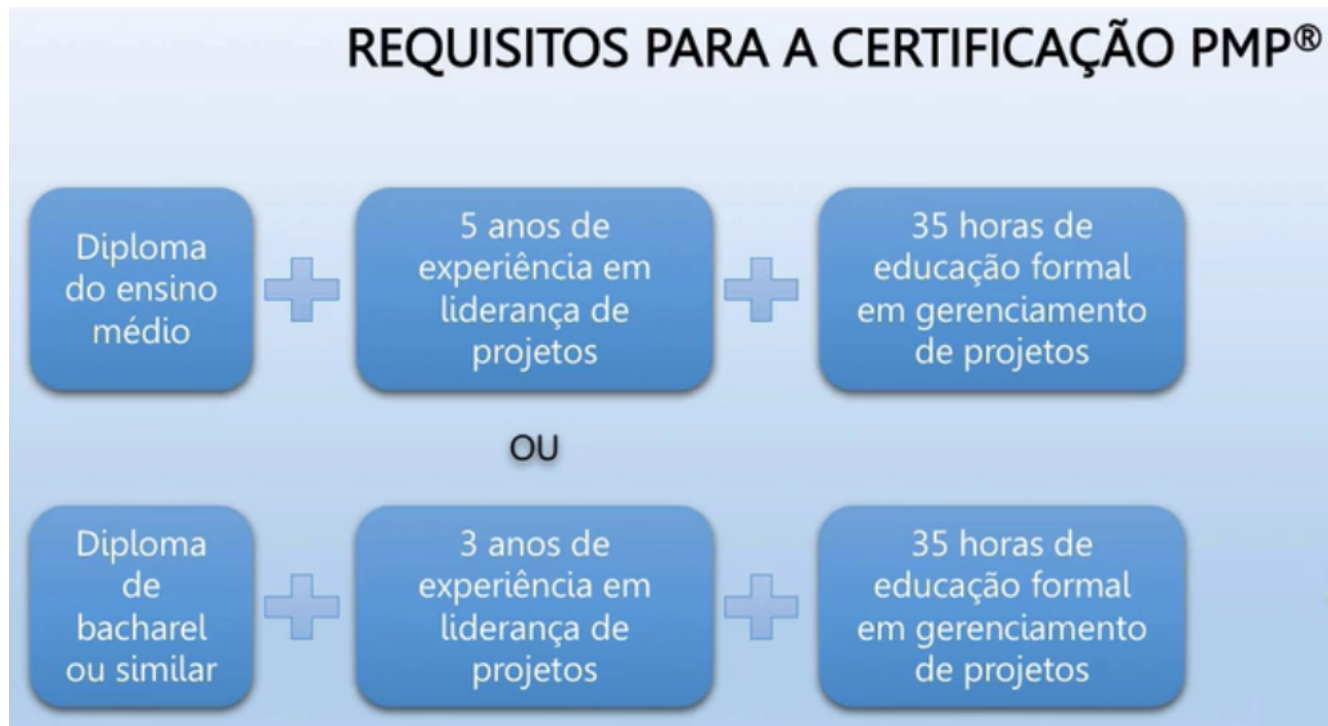 REQUISITOS PARA A CERTIFICAÇÃO PMP®
Diploma
do ensino
médio
5 anos de
experiência em
liderança de
projetos
35 horas de
educação formal
em gerenciamento
de projetos
OU
Diploma
de
bacharel
ou similar
3 anos de
experiência em
liderança de
projetos
35 horas de
educação formal
em gerenciamento
de projetos